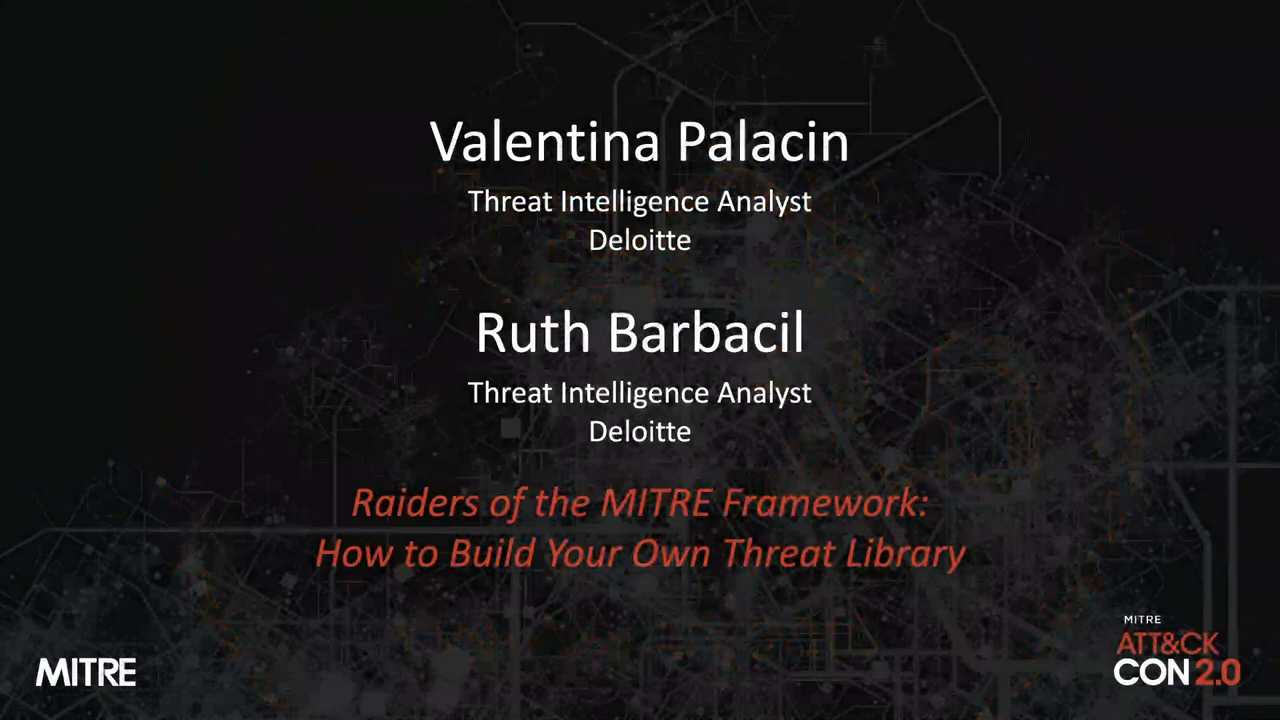 Valentina Palacin
Threat Intelligence Analyst
Deloitte
Ruth Barbacil
Threat Intelligence Analyst
Deloitte
Raiders of the MITRE Framework:
How to Build Your Own Threat Library
MITRE
MITRE
ATT&CK
CON 2.0